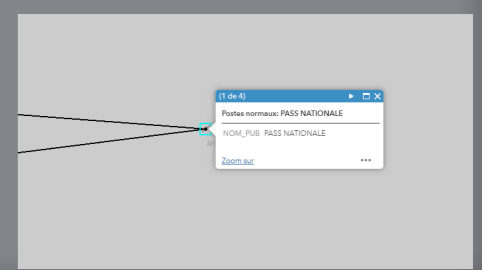 (1 de 4)
Postes normaux: PASS NATIONALE
NOM_PUB PASS NATIONALE
Zoom sur